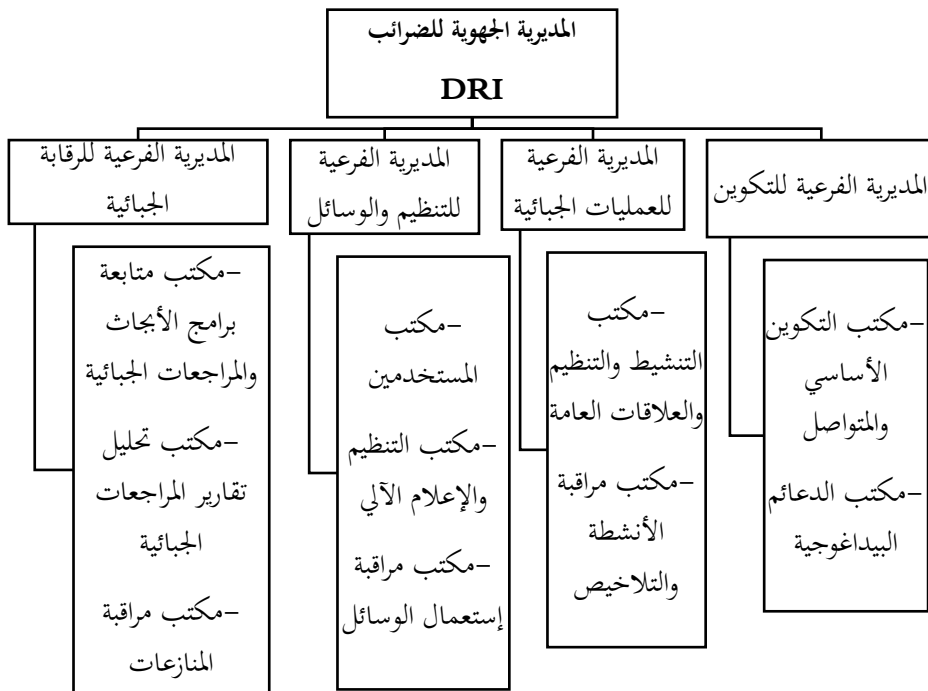 المديرية الجهوية للضرائب
DRI
المديرية الفرعية للتكوين
المديرية الفرعية
للعمليات الجبائية
المديرية الفرعية
للتنظيم والوسائل
المديرية الفرعية للرقابة
الجبائية
–مكتب التكوين
الأساسي
والمتواصل
–مكتب الدعائم
البيداغوجية
–مكتب
التنشيط والتنظيم
والعلاقات العامة
–مكتب مراقبة
الأنشطة
والتلاخيص
–مكتب
المستخدمين
–مكتب التنظيم
والإعلام الآلي
–مكتب مراقبة
إستعمال الوسائل
–مكتب متابعة
برامج الأبحاث
والمراجعات الجبائية
–مكتب تحليل
تقارير المراجعات
الجبائية
–مكتب مراقبة
المنازعات